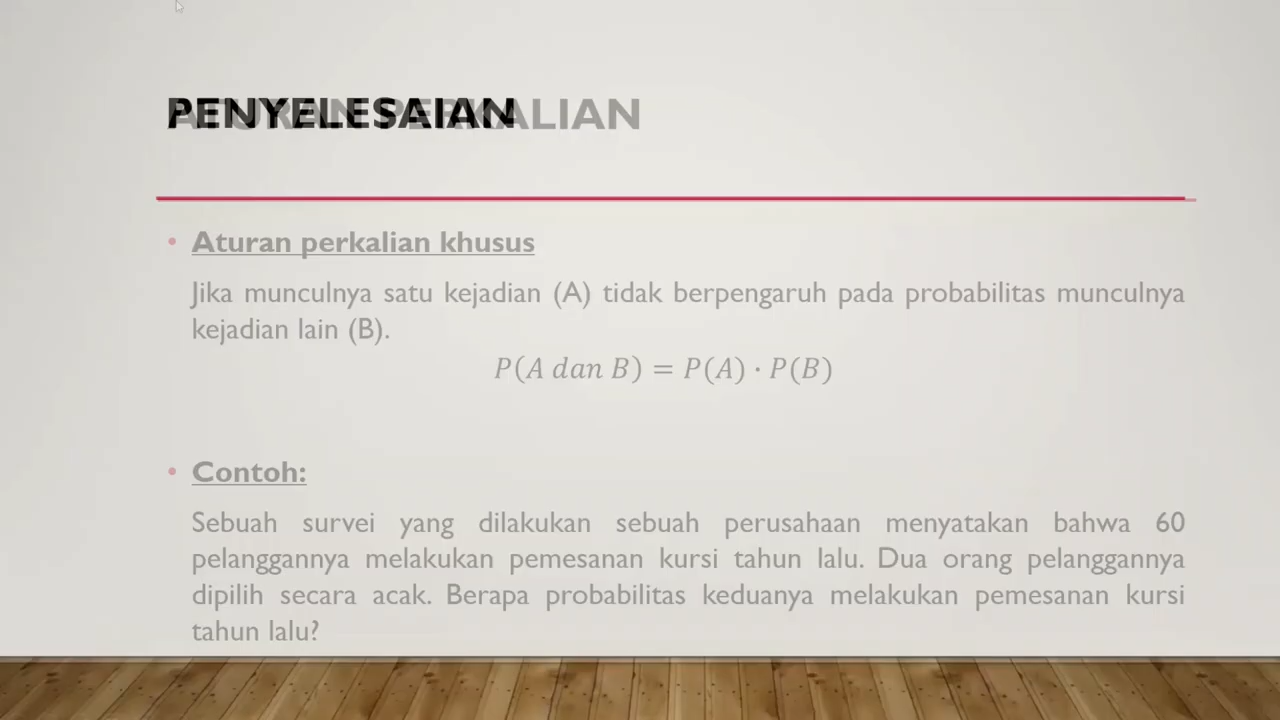 PENYELESAIAN
ATURAN PERKALIAN
• Aturan perkalian khusus
Jika munculnya satu kejadian (A) tidak berpengaruh pada probabilitas munculnya
kejadian lain (B).
P(A dan B) = P(A) · P(B)
• Contoh:
Sebuah survei yang dilakukan sebuah perusahaan menyatakan bahwa 60
pelanggannya melakukan pemesanan kursi tahun lalu. Dua orang pelanggannya
dipilih secara acak. Berapa probabilitas keduanya melakukan pemesanan kursi
tahun lalu?